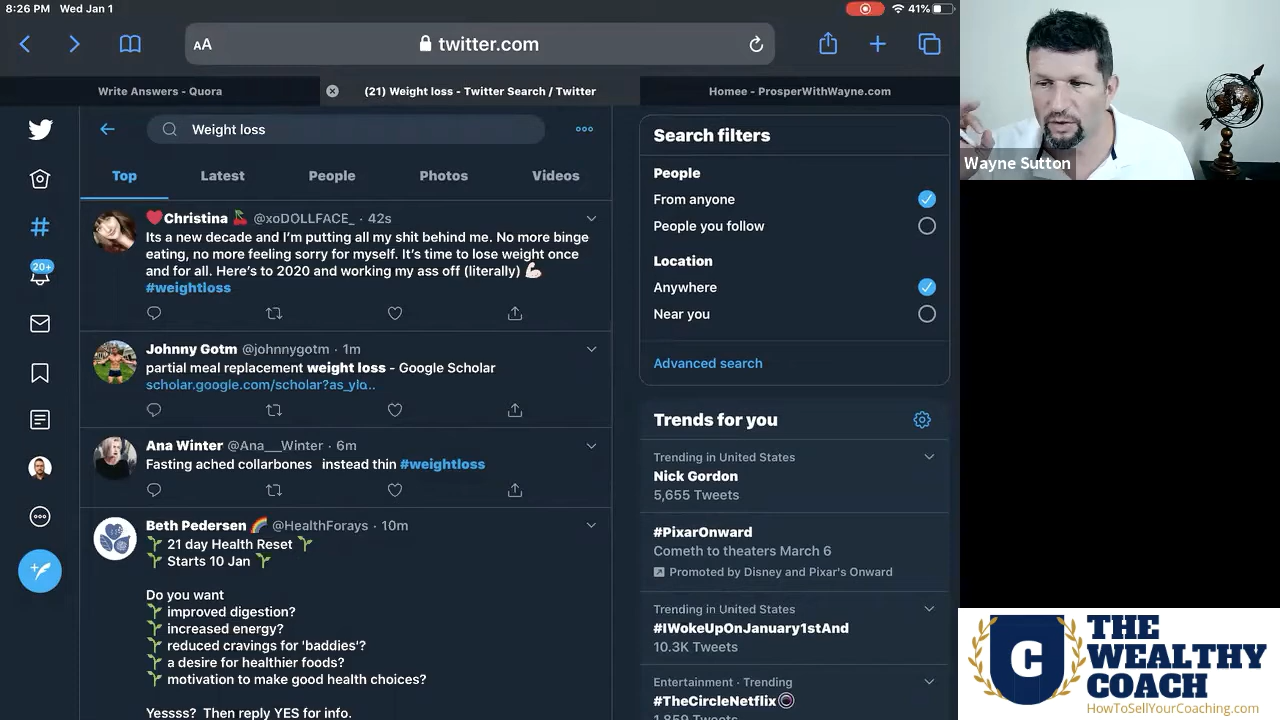 8:26 PM Wed Jan 1
41%
AA
twitter.com
Write Answers - Quora
(21) Weight loss - Twitter Search / Twitter
Homee - ProsperWithWayne.com
Weight loss
Top
Latest
People
Photos
Videos
Christina @xoDOLLFACE_ · 42s
Its a new decade and I'm putting all my shit behind me. No more binge
eating, no more feeling sorry for myself. It's time to lose weight once
and for all. Here's to 2020 and working my ass off (literally) 💪🏻
#weightloss
Johnny Gotm @johnnygotm · 1m
partial meal replacement weight loss - Google Scholar
scholar.google.com/scholar?as_ylo...
Ana Winter @Ana__Winter · 6m
Fasting ached collarbones instead thin #weightloss
20+
Beth Pedersen 🌈 @HealthForays · 10m
🌱 21 day Health Reset 🌱
🌱 Starts 10 Jan 🌱
Do you want
🌱 improved digestion?
🌱 increased energy?
🌱 reduced cravings for 'baddies'?
🌱 a desire for healthier foods?
🌱 motivation to make good health choices?
Yessss? Then reply YES for info.
Search filters
People
From anyone
People you follow
Location
Anywhere
Near you
Advanced search
Trends for you
Trending in United States
Nick Gordon
5,655 Tweets
#PixarOnward
Cometh to theaters March 6
Promoted by Disney and Pixar's Onward
Trending in United States
#IWokeUpOnJanuary1stAnd
10.3K Tweets
Entertainment · Trending
#TheCircleNetflix
1,859 Tweets
Wayne Sutton
C
THE
WEALTHY
COACH
HowToSellYourCoaching.com